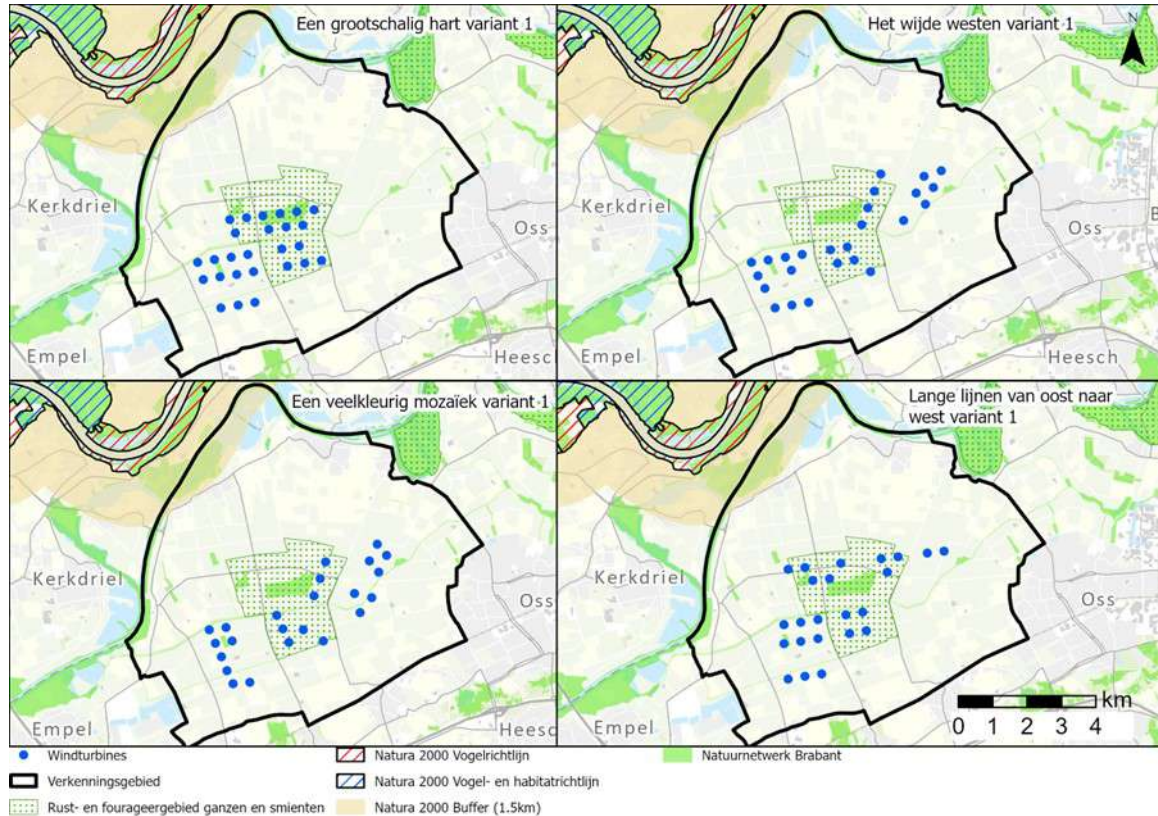 Een grootschalig hart variant 1
Kerkdriel
Oss
Empel
Heesch
Het wijde westen variant 1
N
Kerkdriel
Oss
B
Empel
Heesch
Een veelkleurig mozaïek variant 1
Kerkdriel
Oss
Empel
Heesc
Lange lijnen van oost naar
west variant 1
Kerkdriel
Oss
Empel
km
0 1 2 3 4
Windturbines
Verkenningsgebied
Rust- en fourageergebied ganzen en smienten
Natura 2000 Vogelrichtlijn
Natura 2000 Vogel- en habitatrichtlijn
Natura 2000 Buffer (1.5km)
Natuurnetwerk Brabant